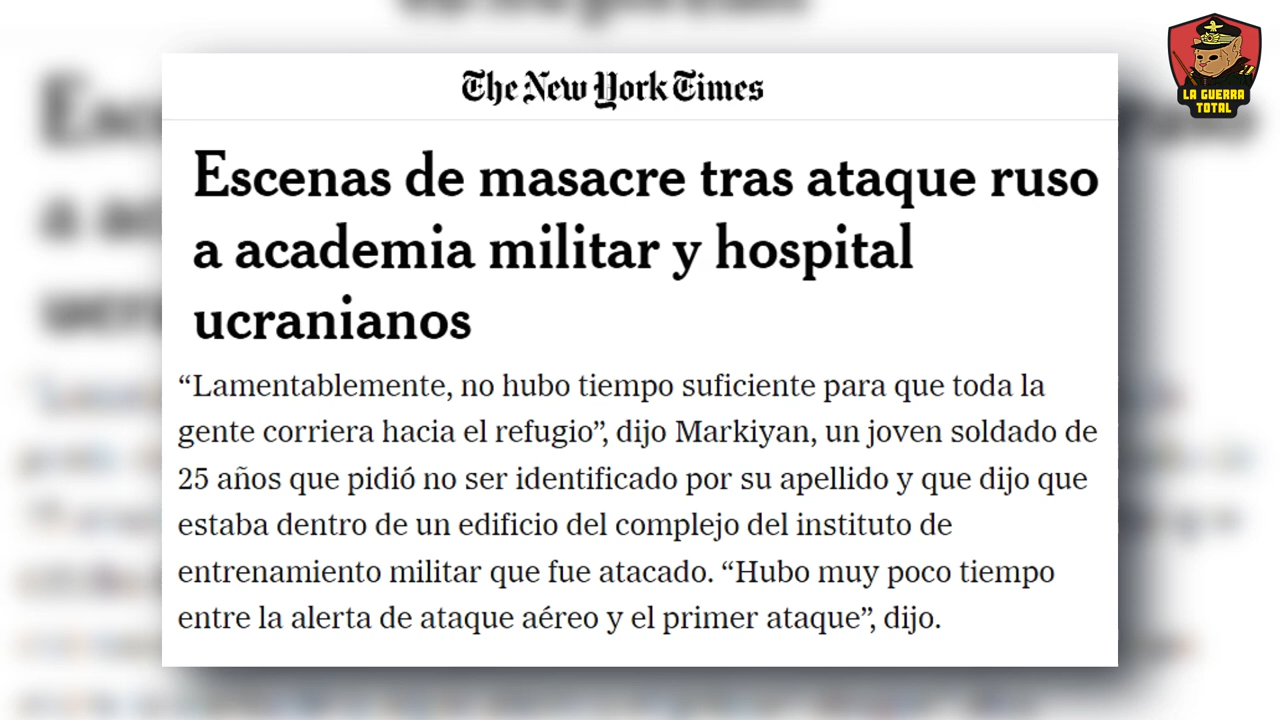 The New York Times
LA GUERRA
TOTAL
Escenas de masacre tras ataque ruso
a academia militar y hospital
ucranianos
“Lamentablemente, no hubo tiempo suficiente para que toda la
gente corriera hacia el refugio”, dijo Markiyan, un joven soldado de
25 años que pidió no ser identificado por su apellido y que dijo que
estaba dentro de un edificio del complejo del instituto de
entrenamiento militar que fue atacado. “Hubo muy poco tiempo
entre la alerta de ataque aéreo y el primer ataque”, dijo.